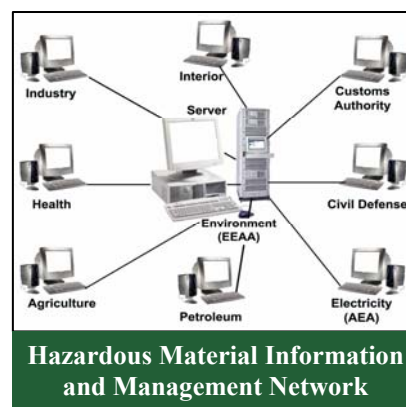 Interior
Industry
Customs
Authority
Server
Health
Civil Defense
Environment
(EEAA)
Agriculture
Petroleum
Electricity
(AEA)
Hazardous Material Information
and Management Network